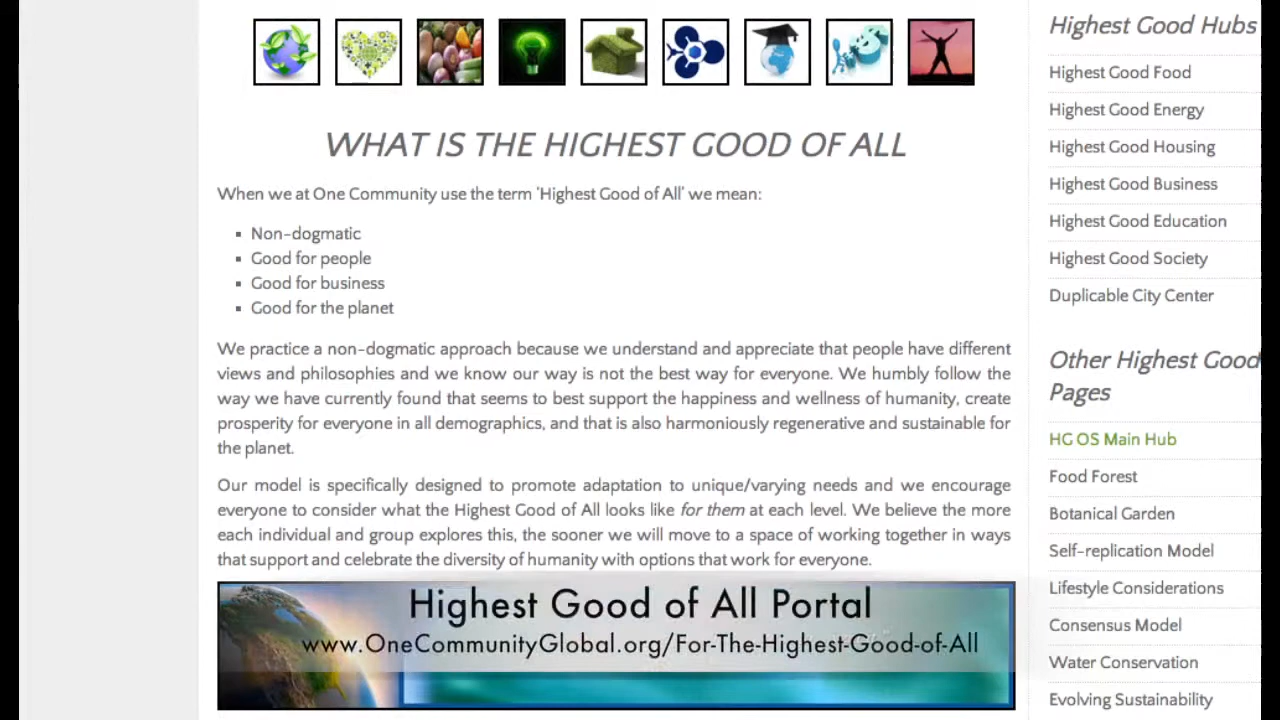 WHAT IS THE HIGHEST GOOD OF ALL
When we at One Community use the term 'Highest Good of All' we mean:
Non-dogmatic
Good for people
Good for business
Good for the planet
We practice a non-dogmatic approach because we understand and appreciate that people have different
views and philosophies and we know our way is not the best way for everyone. We humbly follow the
way we have currently found that seems to best support the happiness and wellness of humanity, create
prosperity for everyone in all demographics, and that is also harmoniously regenerative and sustainable for
the planet.
Our model is specifically designed to promote adaptation to unique/varying needs and we encourage
everyone to consider what the Highest Good of All looks like for them at each level. We believe the more
each individual and group explores this, the sooner we will move to a space of working together in ways
that support and celebrate the diversity of humanity with options that work for everyone.
Highest Good of All Portal
www.OneCommunityGlobal.org/For-The-Highest-Good-of-All
Highest Good Hubs
Highest Good Food
Highest Good Energy
Highest Good Housing
Highest Good Business
Highest Good Education
Highest Good Society
Duplicable City Center
Other Highest Good
Pages
HG OS Main Hub
Food Forest
Botanical Garden
Self-replication Model
Lifestyle Considerations
Consensus Model
Water Conservation
Evolving Sustainability